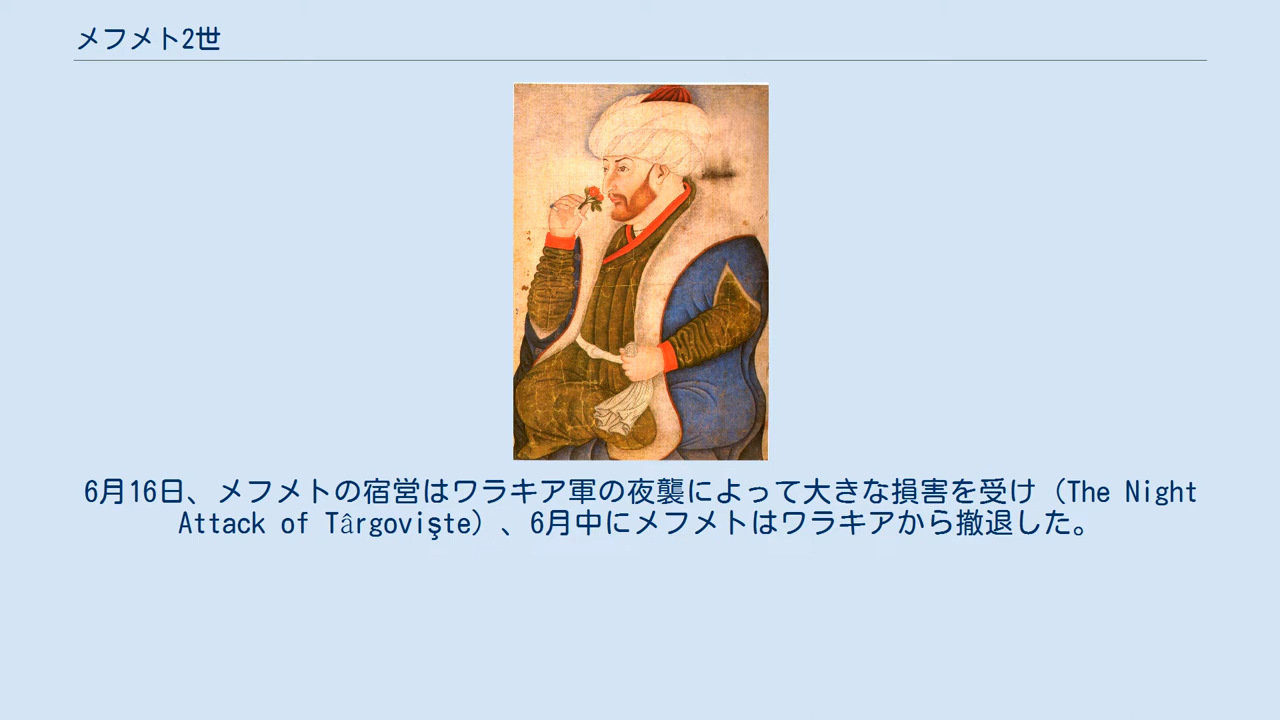 メフメト2世
6月16日、メフメトの宿営はワラキア軍の夜襲によって大きな損害を受け（The Night
Attack of Târgovişte）、6月中にメフメトはワラキアから撤退した。